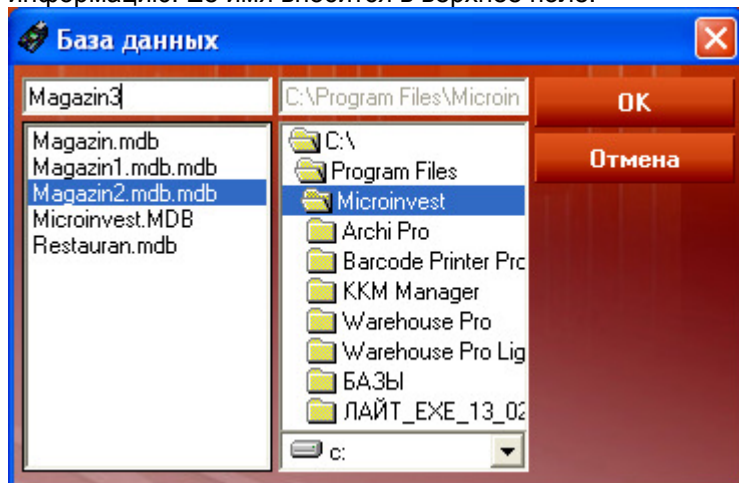 База данных
Magazin3
C:\Program Files\Microin
OK
Отмена
Magazin.mdb
Magazin1.mdb.mdb
Magazin2.mdb.mdb
Microinvest.MDB
Restauran.mdb
C:\
Program Files
Microinvest
Archi Pro
Barcode Printer Prc
KKM Manager
Warehouse Pro
Warehouse Pro Lig
БАЗЫ
ЛАЙТ_EXE_13_02
c: